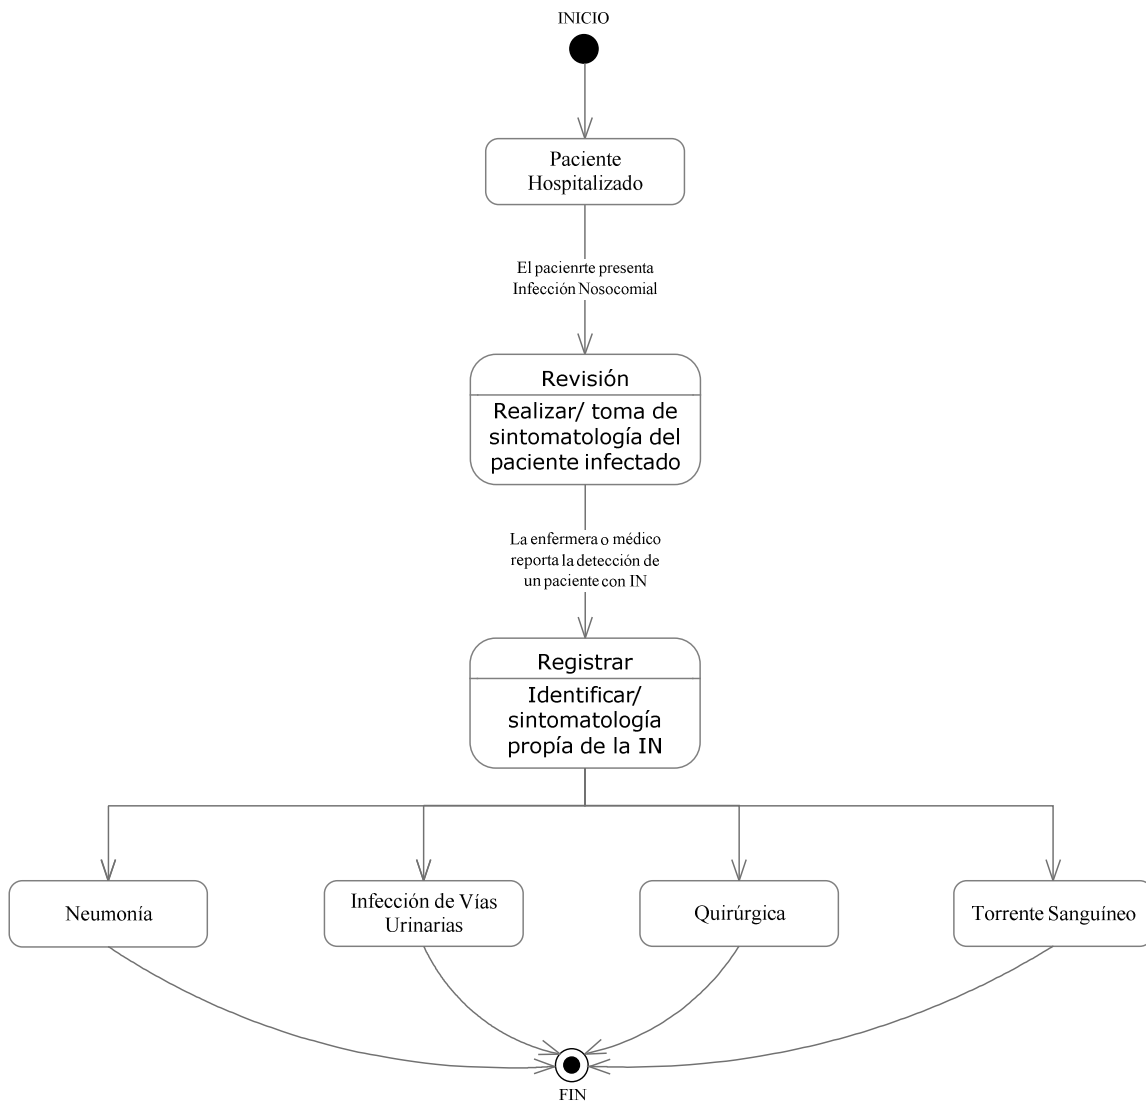 INICIO
Paciente
Hospitalizado
El pacienrte presenta
Infección Nosocomial
Revisión
Realizar/ toma de
sintomatología del
paciente infectado
La enfermera o médico
reporta la detección de
un paciente con IN
Registrar
Identificar/
sintomatología
propía de la IN
Neumonía
Infección de Vías
Urinarias
Quirúrgica
Torrente Sanguíneo
FIN